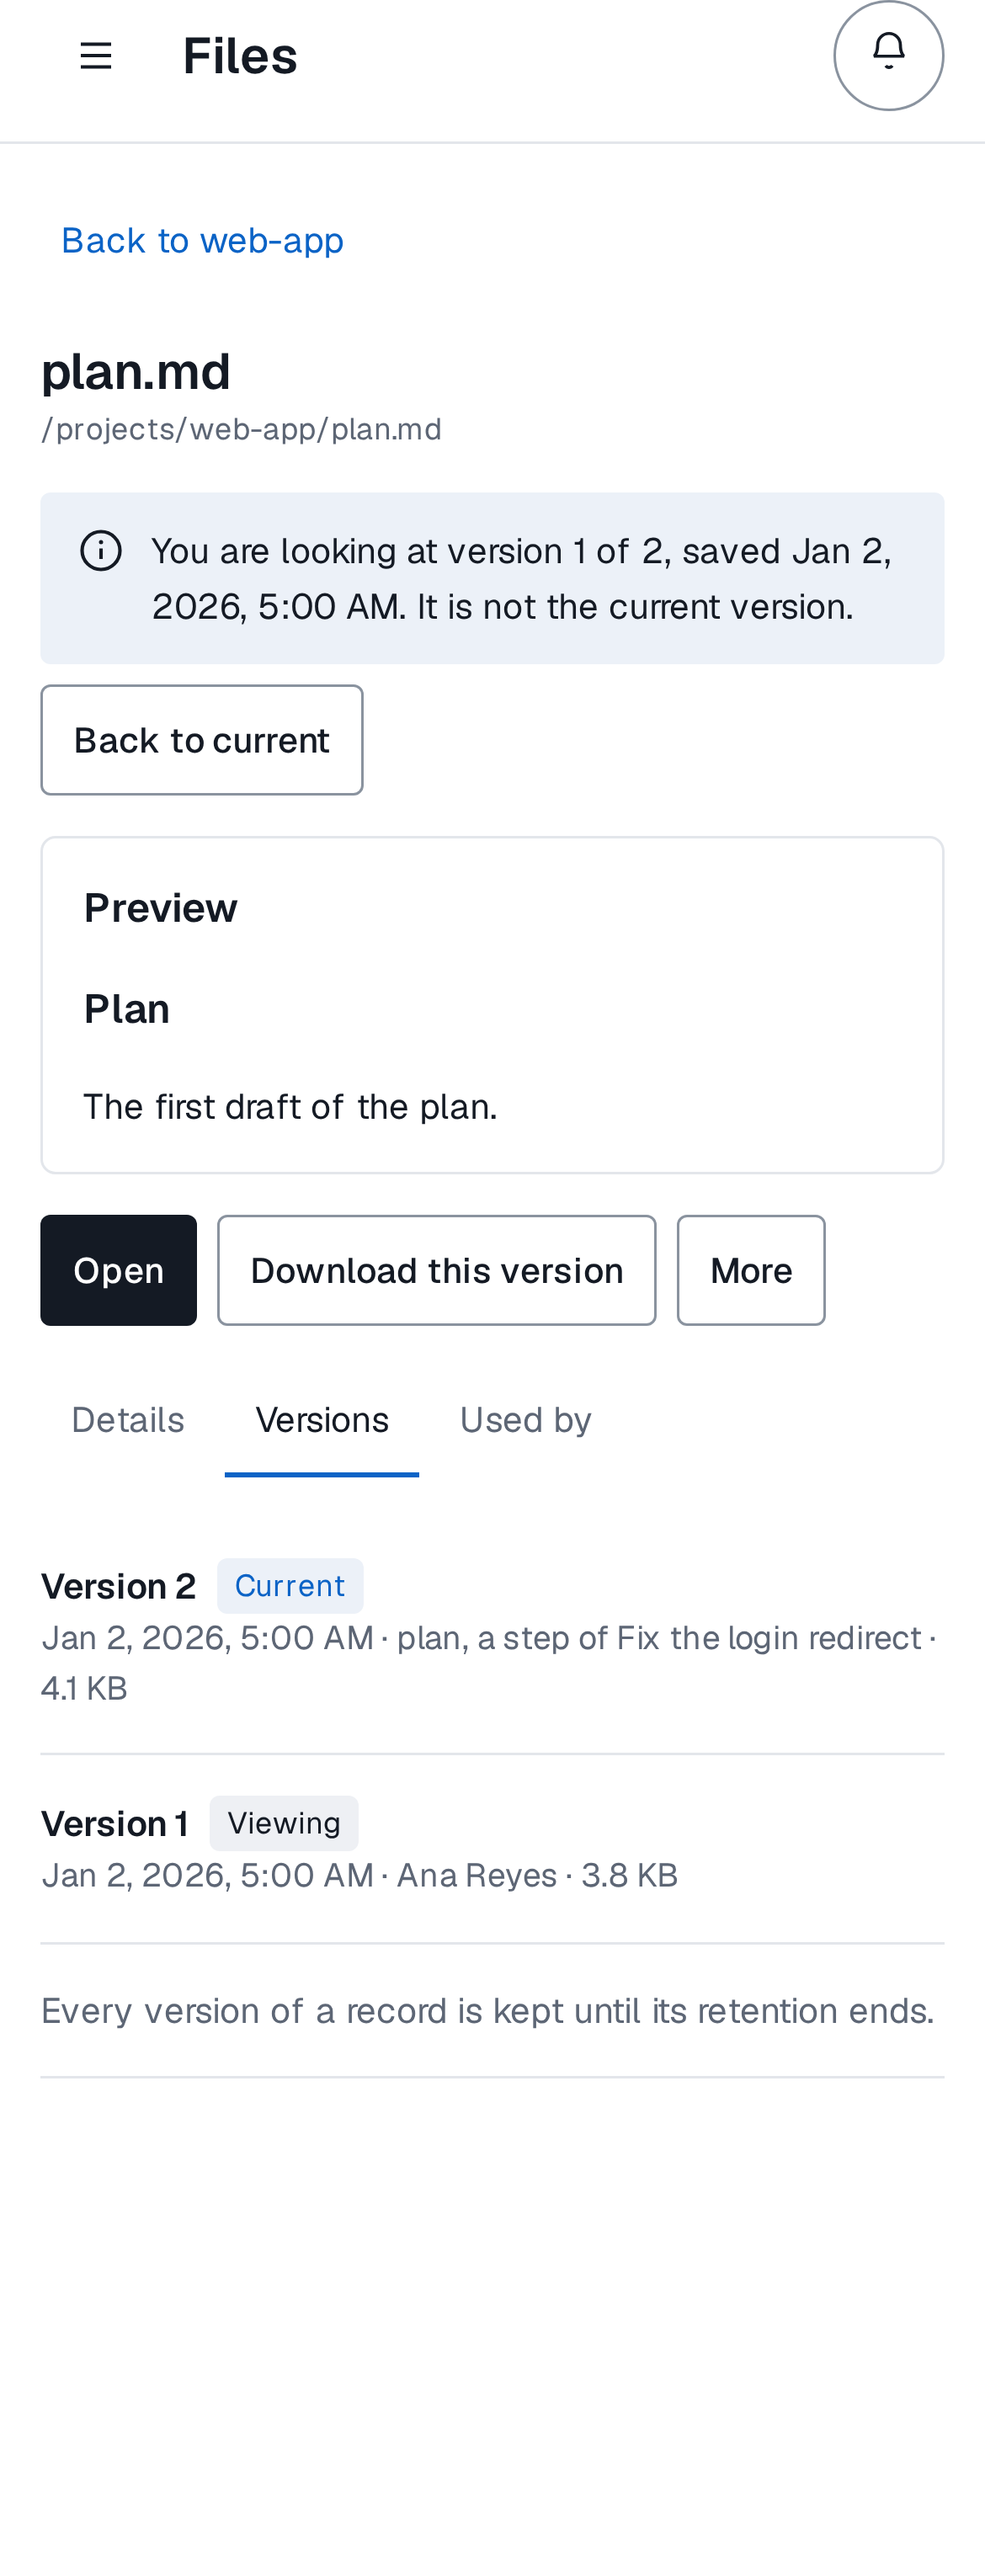 Files
Back to web-app
plan.md
/projects/web-app/plan.md
You are looking at version 1 of 2, saved Jan 2,
2026, 5:00 AM. It is not the current version.
Back to current
Preview
Plan
The first draft of the plan.
Open
Download this version
More
Details
Versions
Used by
Version 2 Current
Jan 2, 2026, 5:00 AM · plan, a step of Fix the login redirect ·
4.1 KB
Version 1 Viewing
Jan 2, 2026, 5:00 AM · Ana Reyes · 3.8 KB
Every version of a record is kept until its retention ends.